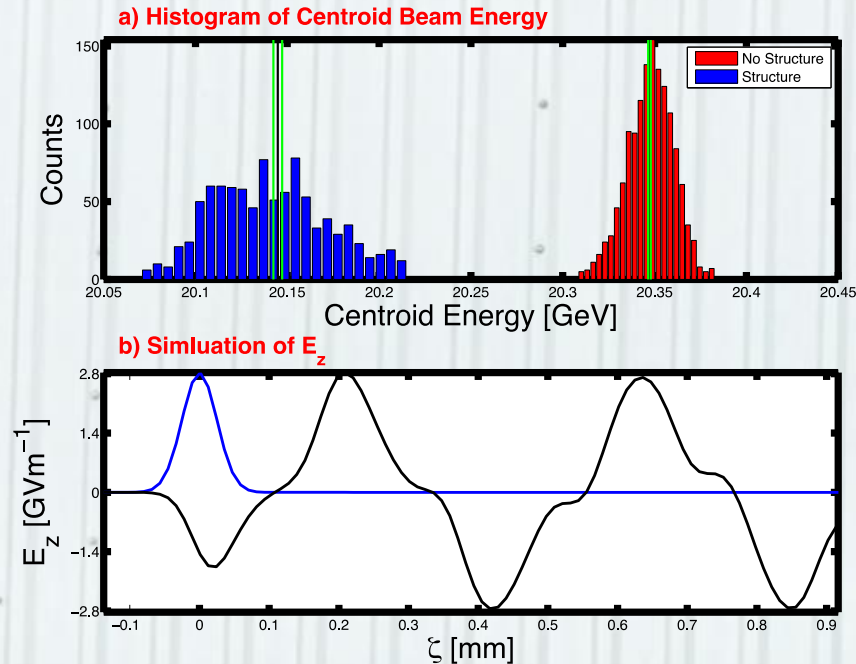 a) Histogram of Centroid Beam Energy
150
100
50
0
Counts
No Structure
Structure
20.05 20.1 20.15 20.2 20.25 20.3 20.35 20.4 20.45
Centroid Energy [GeV]
b) Simluation of E_z
2.8
1.4
0
−1.4
−2.8
E_z [GVm⁻¹]
−0.1 0 0.1 0.2 0.3 0.4 0.5 0.6 0.7 0.8 0.9
ζ [mm]